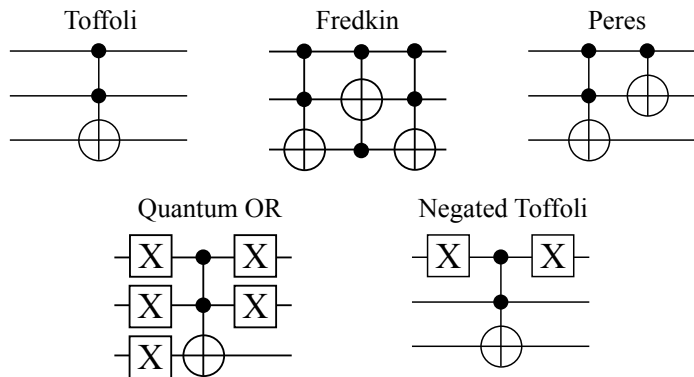 Toffoli
Fredkin
Peres
Quantum OR
X X
X X
X
Negated Toffoli
X X